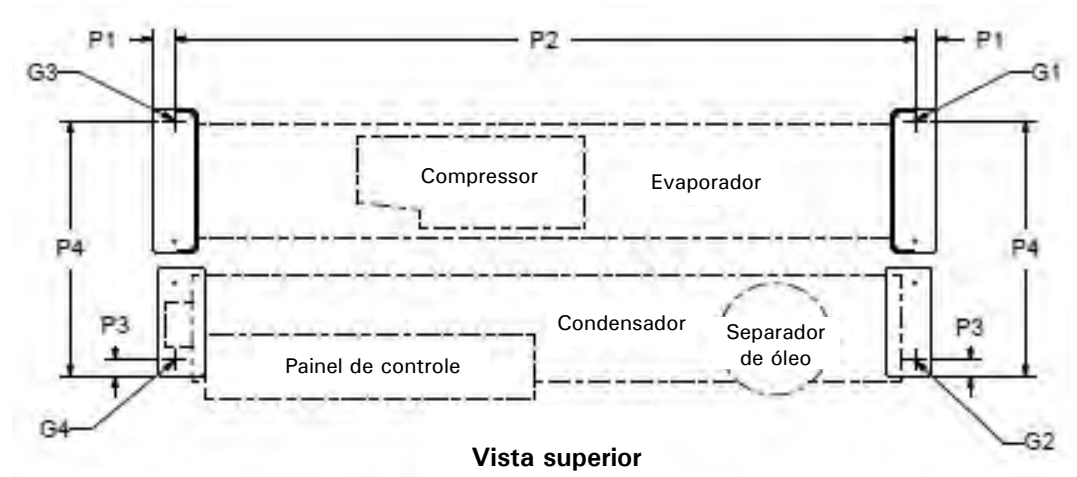 P1 P2 P1
G3 G1
Compressor Evaporador
P4 P4
P3 Condensador Separador de óleo P3
Painel de controle
G4 G2
Vista superior